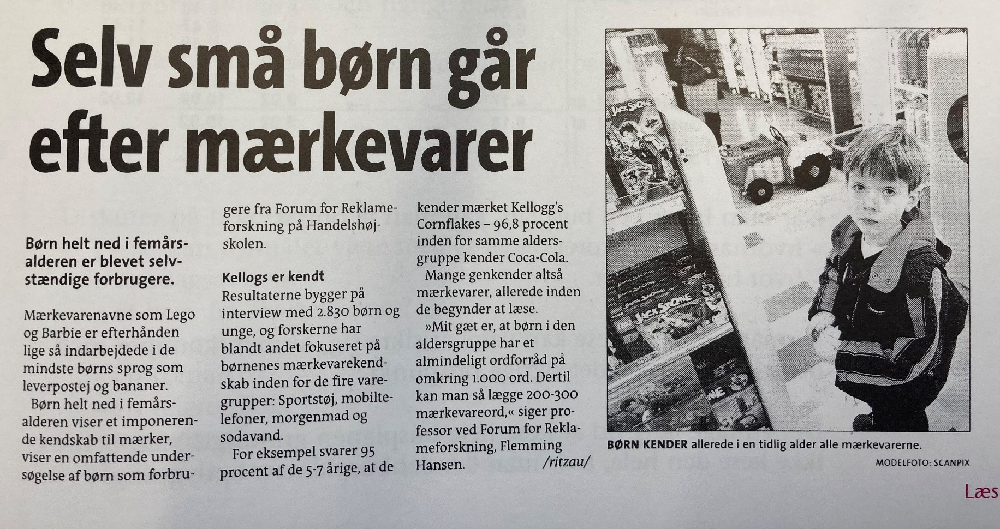 Selv små børn går
efter mærkevarer
Børn helt ned i femårs-
alderen er blevet selv-
stændige forbrugere.
Mærkevarenavne som Lego
og Barbie er efterhånden
lige så indarbejdede i de
mindste børns sprog som
leverpostej og bananer.
Børn helt ned i femårs-
alderen viser et imponeren-
de kendskab til mærker,
viser en omfattende under-
søgelse af børn som forbru-
gere fra Forum for Reklame-
forskning på Handelshøj-
skolen.
Kellogs er kendt
Resultaterne bygger på
interview med 2.830 børn og
unge, og forskerne har
blandt andet fokuseret på
børnenes mærkevarekend-
skab inden for de fire vare-
grupper: Sportstøj, mobilte-
lefoner, morgenmad og
sodavand.
For eksempel svarer 95
procent af de 5-7 årige, at de
kender mærket Kellogg's
Cornflakes – 96,8 procent
inden for samme alders-
gruppe kender Coca-Cola.
Mange genkender altså
mærkevarer, allerede inden
de begynder at læse.
»Mit gæt er, at børn i den
aldersgruppe har et
almindeligt ordforråd på
omkring 1.000 ord. Dertil
kan man så lægge 200-300
mærkevareord,« siger pro-
fessor ved Forum for Rekla-
meforskning, Flemming
Hansen. /ritzau/
JACK STONE
JACK STONE
NE
BØRN KENDER allerede i en tidlig alder alle mærkevarerne.
MODELFOTO: SCANPIX
Læs